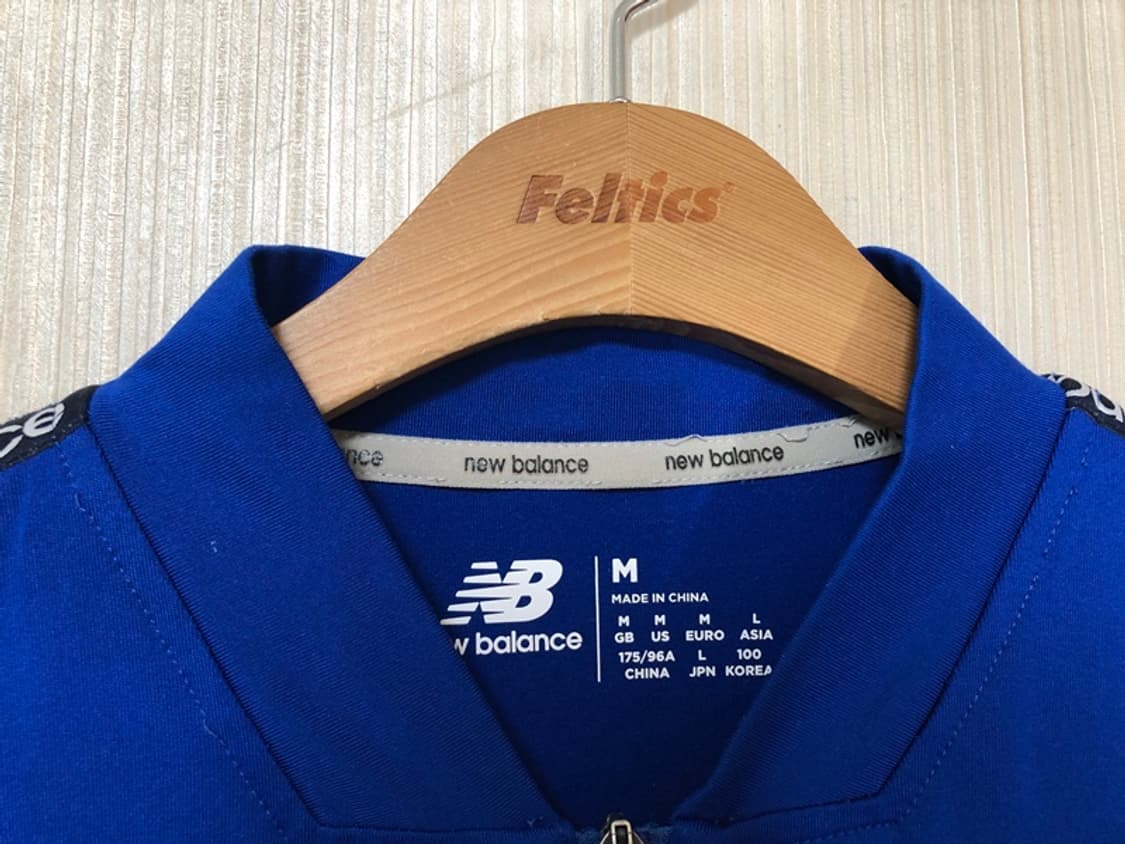 Feltics
new balance new balance new
NB
balance
M
MADE IN CHINA
M M M L
GB US EURO ASIA
175/96A L 100
CHINA JPN KOREA